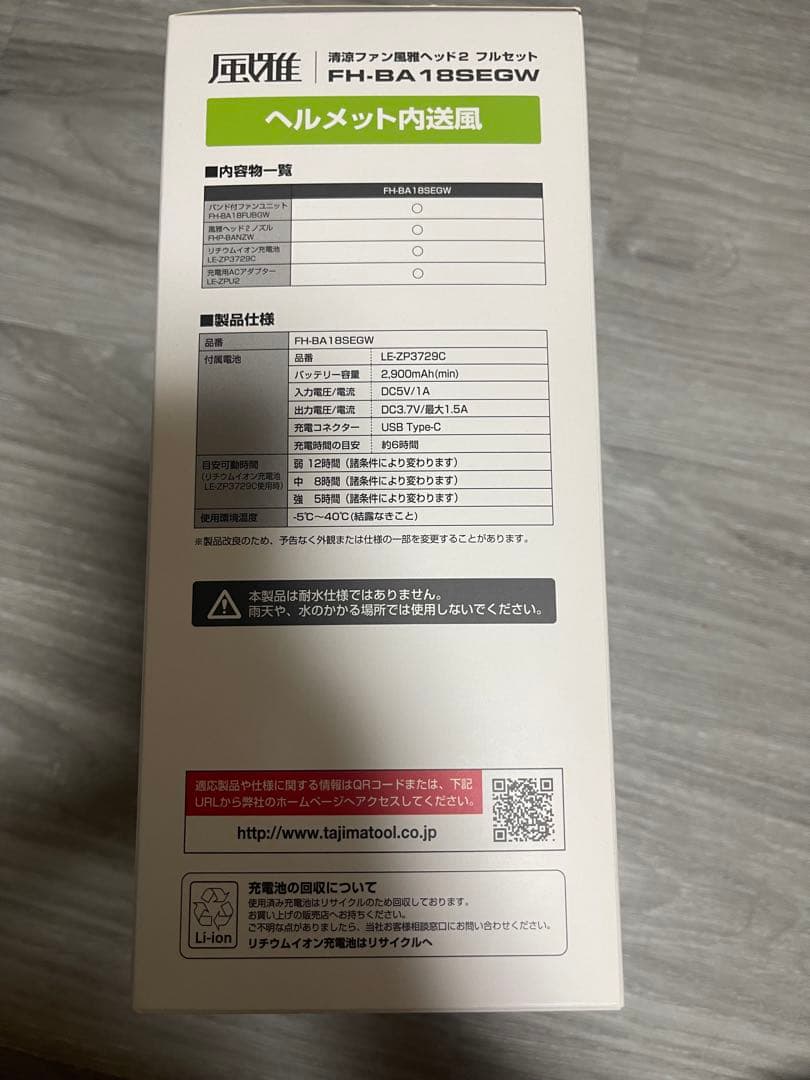 風雅
清涼ファン風雅ヘッド2 フルセット
FH-BA18SEGW
ヘルメット内送風
■内容物一覧
FH-BA18SEGW
バンド付ファンユニット
FH-BA18FUBGW
○
風雅ヘッド2ノズル
FHP-BANZW
○
リチウムイオン充電池
LE-ZP3729C
○
充電用ACアダプター
LE-ZPU2
○
■製品仕様
品番 FH-BA18SEGW
付属電池 品番 LE-ZP3729C
バッテリー容量 2,900mAh(min)
入力電圧/電流 DC5V/1A
出力電圧/電流 DC3.7V/最大1.5A
充電コネクター USB Type-C
充電時間の目安 約6時間
目安可動時間
(リチウムイオン充電池
LE-ZP3729C使用時)
弱 12時間(諸条件により変わります)
中 8時間(諸条件により変わります)
強 5時間(諸条件により変わります)
使用環境温度 -5℃～40℃(結露なきこと)
※製品改良のため、予告なく外観または仕様の一部を変更することがあります。
本製品は耐水仕様ではありません。
雨天や、水のかかる場所では使用しないでください。
適応製品や仕様に関する情報はQRコードまたは、下記
URLから弊社のホームページへアクセスしてください。
http://www.tajimatool.co.jp
充電池の回収について
使用済み充電池はリサイクルのため回収しております。
お買い上げの販売店へお持ちください。
ご不明な点がありましたら、当社お客様相談窓口にお問い合わせください。
Li-ion
リチウムイオン充電池はリサイクルへ